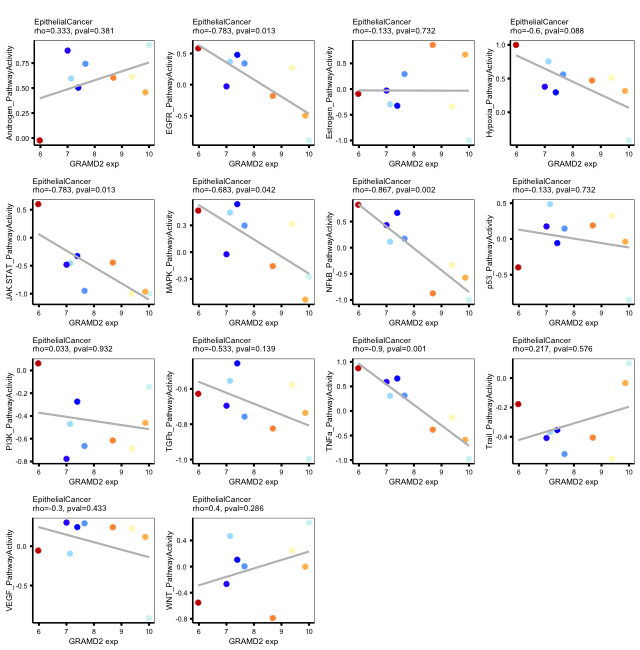 EpithelialCancer
rho=0.333, pval=0.381
Androgen_PathwayActivity
0.75
0.50
0.25
0.00
6 7 8 9 10
GRAMD2 exp
EpithelialCancer
rho=-0.783, pval=0.013
EGFR_PathwayActivity
0.5
0.0
-0.5
-1.0
6 7 8 9 10
GRAMD2 exp
EpithelialCancer
rho=-0.133, pval=0.732
Estrogen_PathwayActivity
0.5
0.0
-0.5
-1.0
6 7 8 9 10
GRAMD2 exp
EpithelialCancer
rho=-0.6, pval=0.088
Hypoxia_PathwayActivity
1.0
0.5
0.0
6 7 8 9 10
GRAMD2 exp
EpithelialCancer
rho=-0.783, pval=0.013
JAK-STAT_PathwayActivity
0.5
0.0
-0.5
-1.0
6 7 8 9 10
GRAMD2 exp
EpithelialCancer
rho=-0.683, pval=0.042
MAPK_PathwayActivity
0.3
0.0
-0.3
6 7 8 9 10
GRAMD2 exp
EpithelialCancer
rho=-0.867, pval=0.002
NFkB_PathwayActivity
0.5
0.0
-0.5
-1.0
6 7 8 9 10
GRAMD2 exp
EpithelialCancer
rho=-0.133, pval=0.732
p53_PathwayActivity
0.5
0.0
-0.5
6 7 8 9 10
GRAMD2 exp
EpithelialCancer
rho=0.033, pval=0.932
PI3K_PathwayActivity
0.0
-0.2
-0.4
-0.6
-0.8
6 7 8 9 10
GRAMD2 exp
EpithelialCancer
rho=-0.533, pval=0.139
TGFb_PathwayActivity
-0.6
-0.8
-1.0
6 7 8 9 10
GRAMD2 exp
EpithelialCancer
rho=-0.9, pval=0.001
TNFa_PathwayActivity
1.0
0.5
0.0
-0.5
-1.0
6 7 8 9 10
GRAMD2 exp
EpithelialCancer
rho=0.217, pval=0.576
Trail_PathwayActivity
0.0
-0.2
-0.4
6 7 8 9 10
GRAMD2 exp
EpithelialCancer
rho=-0.3, pval=0.433
VEGF_PathwayActivity
0.0
-0.5
6 7 8 9 10
GRAMD2 exp
EpithelialCancer
rho=0.4, pval=0.286
WNT_PathwayActivity
0.4
0.0
-0.4
-0.8
6 7 8 9 10
GRAMD2 exp